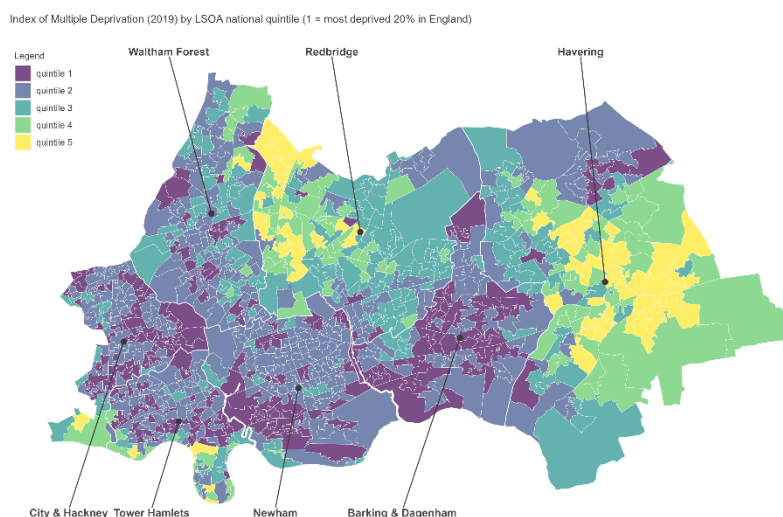 Index of Multiple Deprivation (2019) by LSOA national quintile (1 = most deprived 20% in England)
Waltham Forest
Redbridge
Havering
Legend
quintile 1
quintile 2
quintile 3
quintile 4
quintile 5
City & Hackney
Tower Hamlets
Newham
Barking & Dagenham